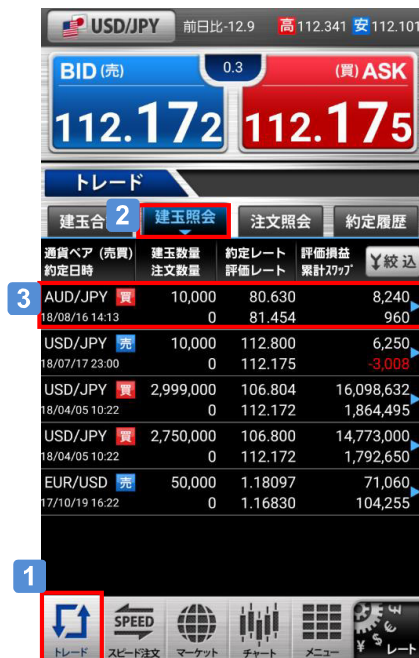 USD/JPY 前日比-12.9 高 112.341 安 112.101
BID (売) 0.3 (買) ASK
112.172 112.175
トレード
建玉合 2 建玉照会 注文照会 約定履歴
通貨ペア (売買) 建玉数量 約定レート 評価損益
約定日時 注文数量 評価レート 累計スワップ ¥絞込
3
AUD/JPY 買 10,000 80.630 8,240
18/08/16 14:13 0 81.454 960
USD/JPY 売 10,000 112.800 6,250
18/07/17 23:00 0 112.175 -3,008
USD/JPY 買 2,999,000 106.804 16,098,632
18/04/05 10:22 0 112.172 1,864,495
USD/JPY 買 2,750,000 106.800 14,773,000
18/04/05 10:22 0 112.172 1,792,650
EUR/USD 売 50,000 1.18097 71,060
17/10/19 16:22 0 1.16830 104,255
1
SPEED
トレード スピード注文 マーケット チャート メニュー レート